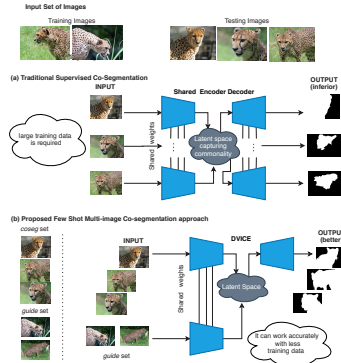 Input Set of Images
Training Images
Testing Images
(a) Traditional Supervised Co-Segmentation
INPUT
Shared Encoder Decoder
OUTPUT
(inferior)
large training data
is required
Shared weights
Latent space
capturing
commonality
(b) Proposed Few Shot Multi-image Co-segmentation approach
coseg set
INPUT
DVICE
OUTPU
(better
Shared weights
Latent Space
guide set
It can work accurately
with less
training data
guide set